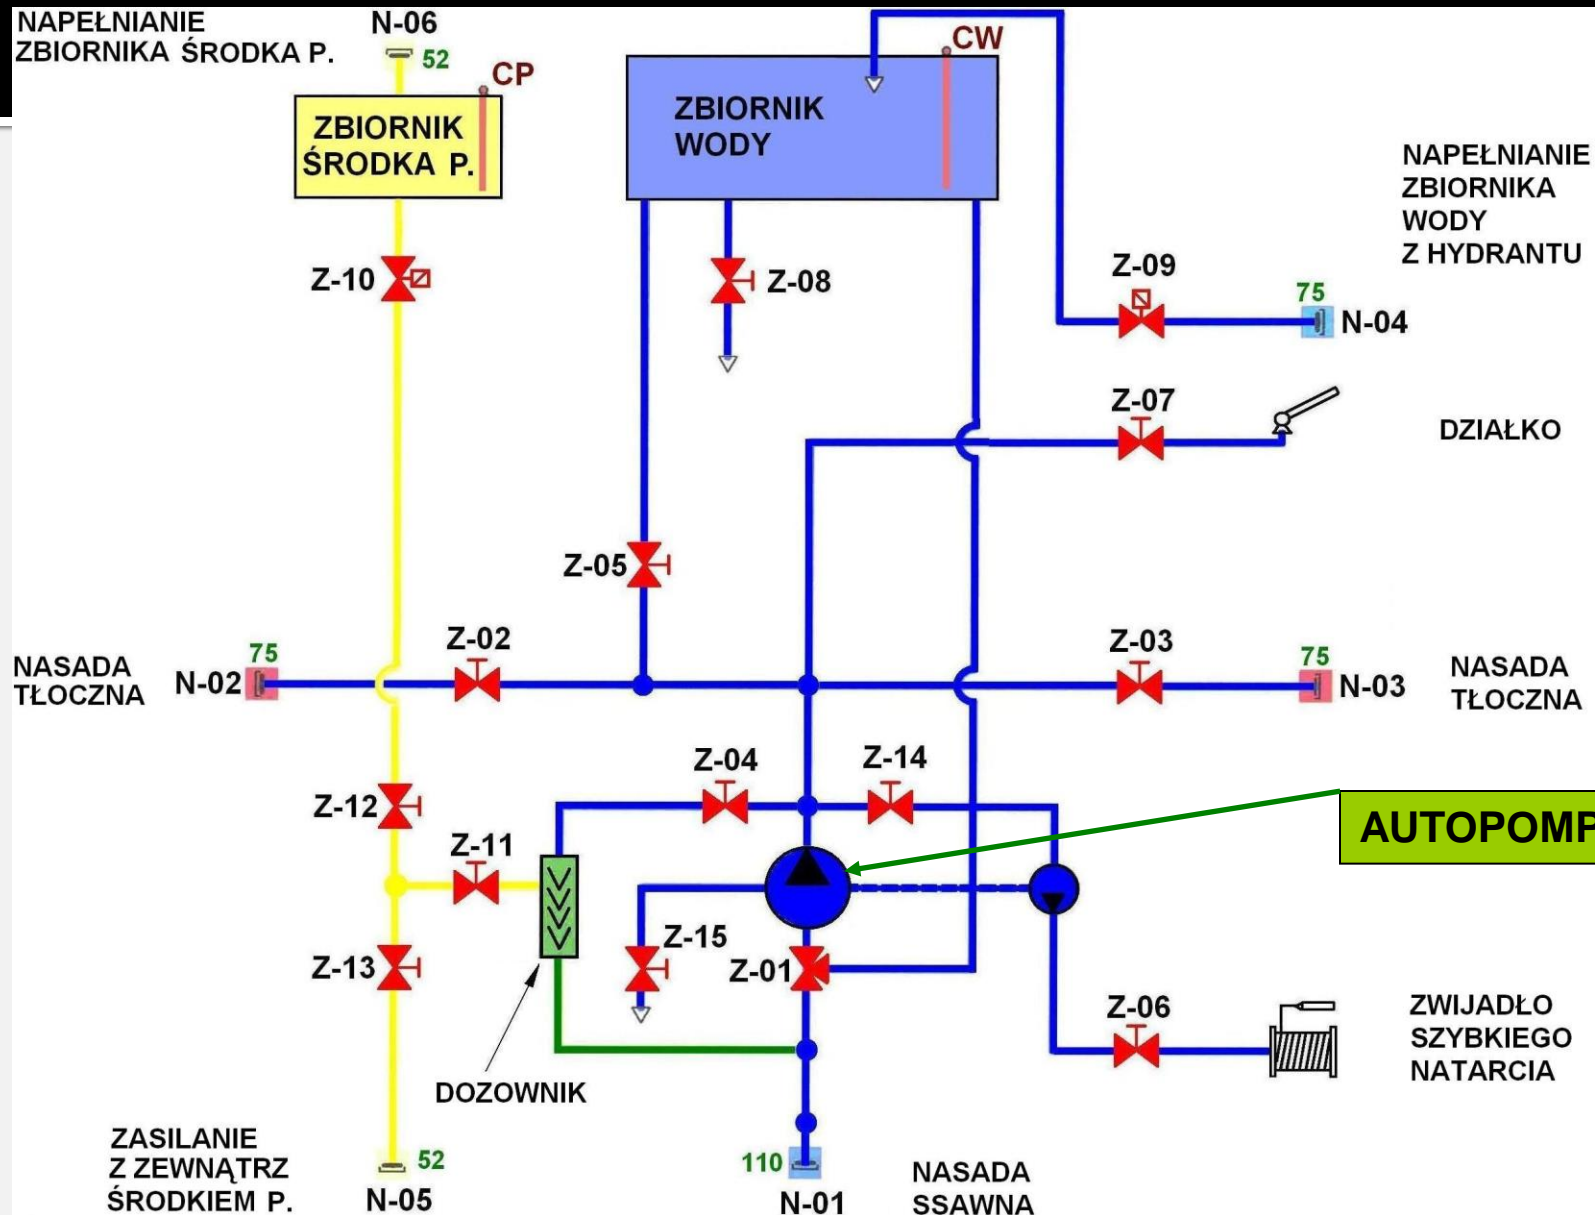 NAPEŁNIANIE
ZBIORNIKA ŚRODKA P.
N-06
52
CP
CW
ZBIORNIK
ŚRODKA P.
ZBIORNIK
WODY
NAPEŁNIANIE
ZBIORNIKA
WODY
Z HYDRANTU
Z-10
Z-08
Z-09
75
N-04
Z-07
DZIAŁKO
Z-05
NASADA
TŁOCZNA
N-02
75
Z-02
Z-03
75
N-03
NASADA
TŁOCZNA
Z-04
Z-14
Z-12
AUTOPOMP
Z-11
Z-13
Z-15
Z-01
Z-06
ZWIJADŁO
SZYBKIEGO
NATARCIA
DOZOWNIK
ZASILANIE
Z ZEWNĄTRZ
ŚRODKIEM P.
52
N-05
110
N-01
NASADA
SSAWNA